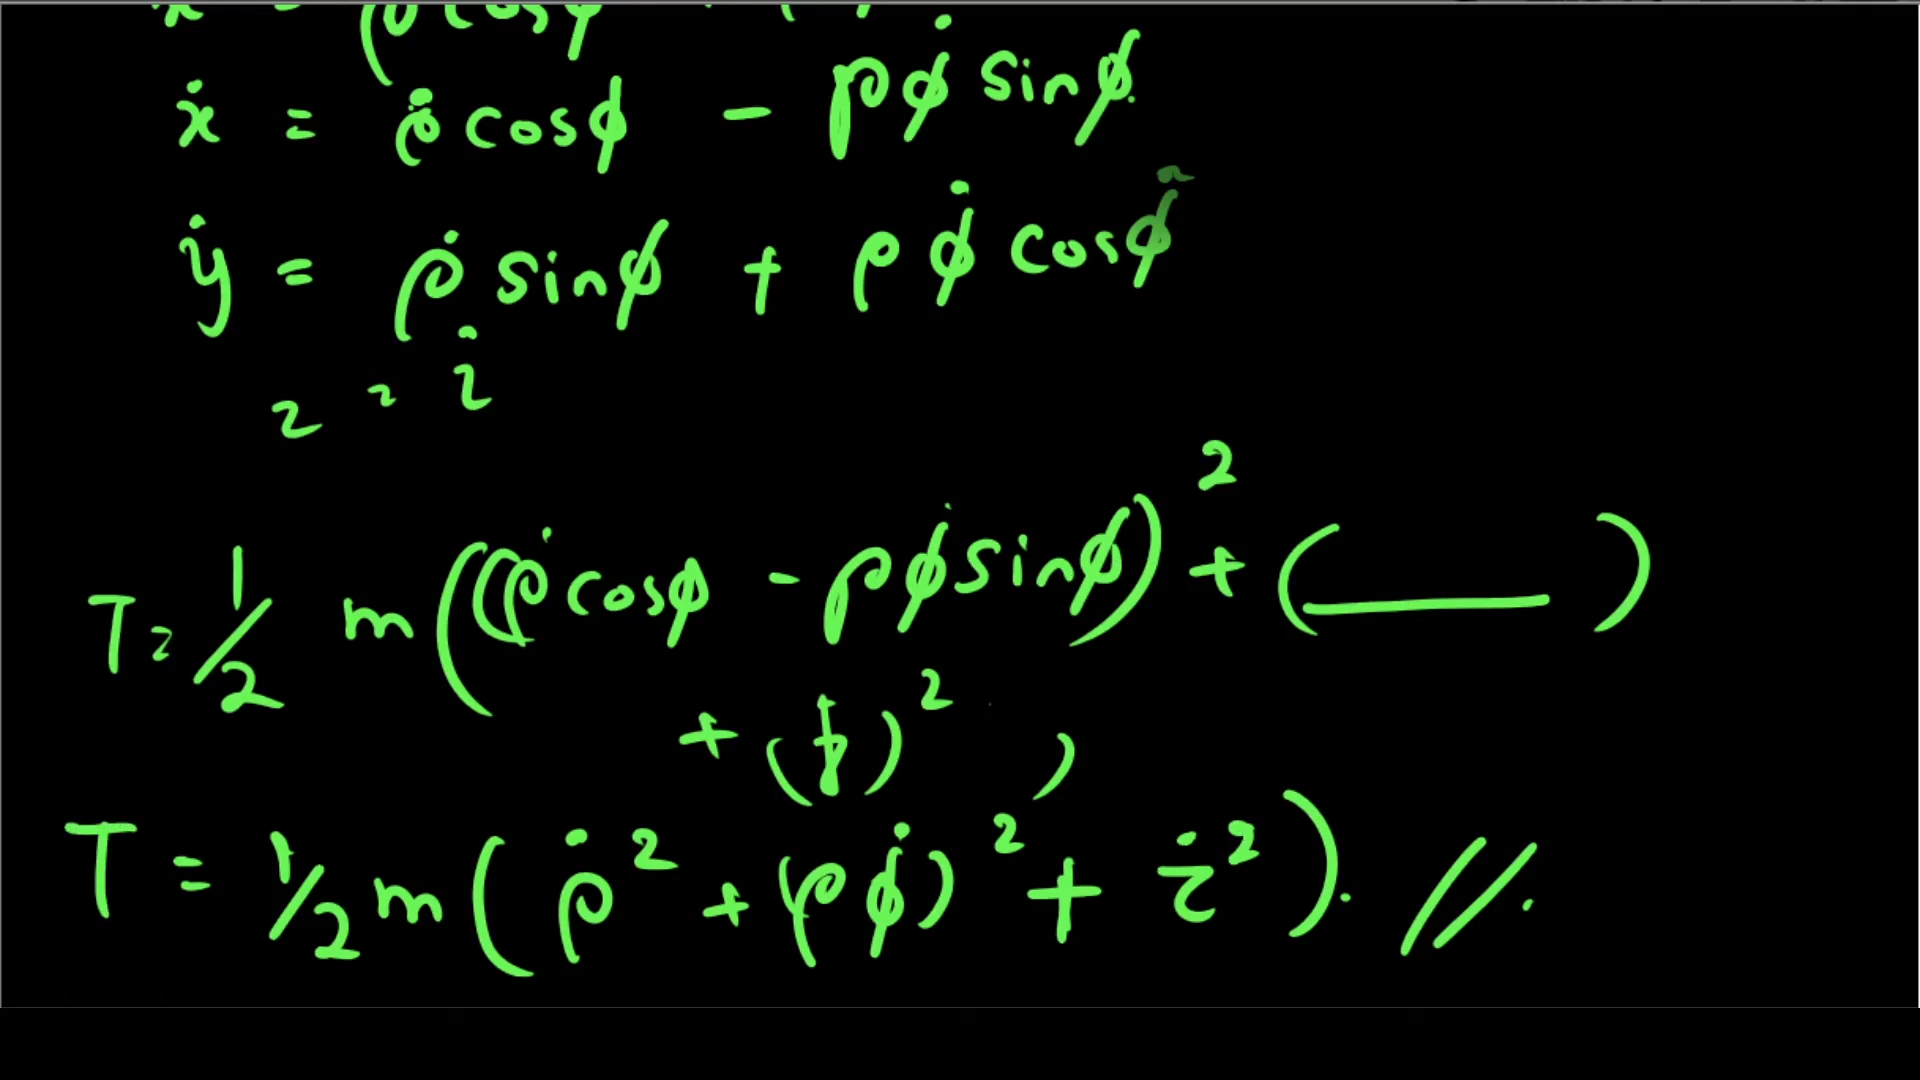 ẋ = ρ̇ cosϕ - ρϕ̇ sinϕ.
ẏ = ρ̇ sinϕ + ρ ϕ̇ cosϕ
z = ż
T = 1/2 m((ρ̇ cosϕ - ρϕ̇ sinϕ)² + (____)
+ (ż)² )
T = 1/2 m(ρ̇² + (ρϕ̇)² + ż²). //.